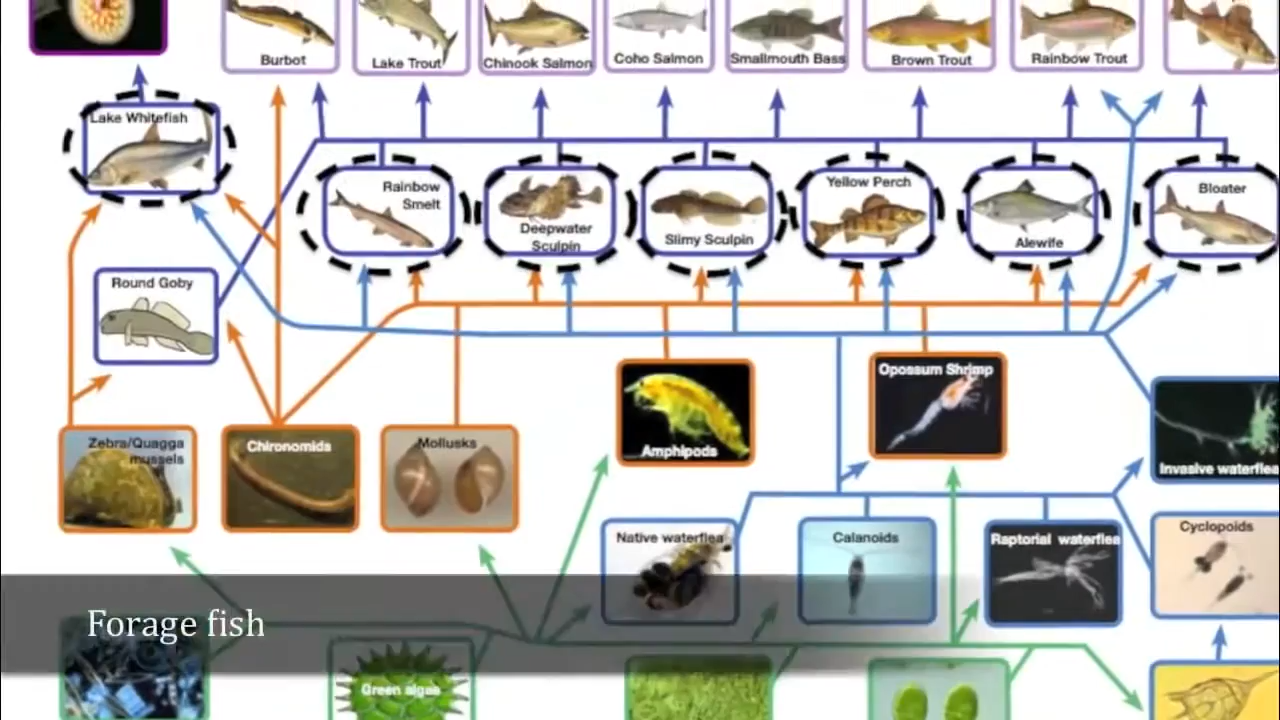 Burbot
Lake Trout
Chinook Salmon
Coho Salmon
Smallmouth Bass
Brown Trout
Rainbow Trout
Lake Whitefish
Rainbow
Smelt
Deepwater
Sculpin
Slimy Sculpin
Yellow Perch
Alewife
Bloater
Round Goby
Zebra/Quagga
mussels
Chironomids
Mollusks
Amphipods
Opossum Shrimp
Invasive waterflea
Native waterflea
Calanoids
Raptorial waterflea
Cyclopoids
Forage fish
Green algae